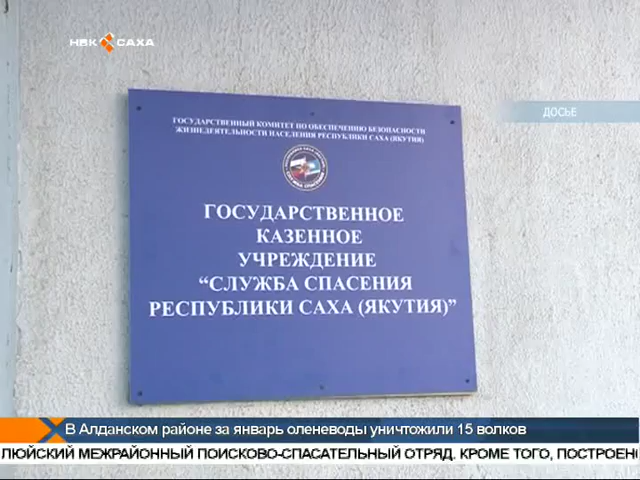 НВК САХА
ДОСЬЕ
ГОСУДАРСТВЕННЫЙ КОМИТЕТ ПО ОБЕСПЕЧЕНИЮ БЕЗОПАСНОСТИ
ЖИЗНЕДЕЯТЕЛЬНОСТИ НАСЕЛЕНИЯ РЕСПУБЛИКИ САХА (ЯКУТИЯ)
ГОСУДАРСТВЕННОЕ
КАЗЕННОЕ
УЧРЕЖДЕНИЕ
“СЛУЖБА СПАСЕНИЯ
РЕСПУБЛИКИ САХА (ЯКУТИЯ)”
В Алданском районе за январь оленеводы уничтожили 15 волков
ЛЮЙСКИЙ МЕЖРАЙОННЫЙ ПОИСКОВО-СПАСАТЕЛЬНЫЙ ОТРЯД. КРОМЕ ТОГО, ПОСТРОЕНО